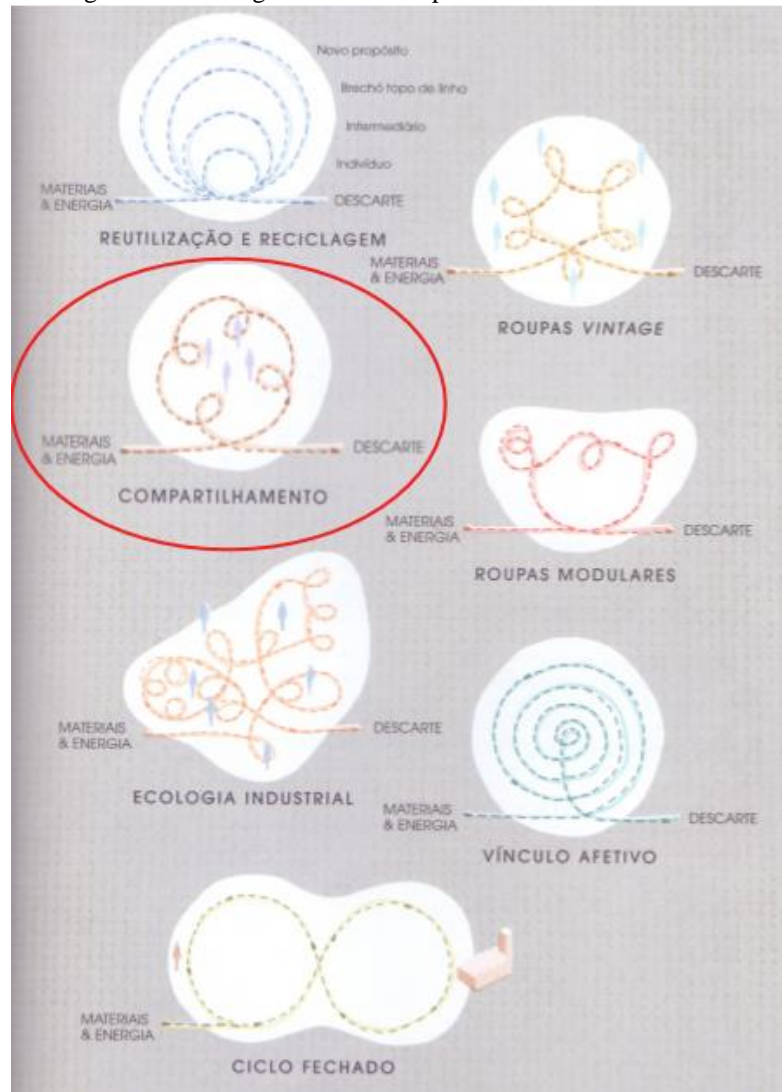 Novo propósito
Brechó topo de linha
Intermediário
Indivíduo
MATERIAIS
& ENERGIA
DESCARTE
REUTILIZAÇÃO E RECICLAGEM
MATERIAIS
& ENERGIA
DESCARTE
ROUPAS VINTAGE
MATERIAIS
& ENERGIA
DESCARTE
COMPARTILHAMENTO
MATERIAIS
& ENERGIA
DESCARTE
ROUPAS MODULARES
MATERIAIS
& ENERGIA
DESCARTE
ECOLOGIA INDUSTRIAL
MATERIAIS
& ENERGIA
DESCARTE
VÍNCULO AFETIVO
MATERIAIS
& ENERGIA
CICLO FECHADO